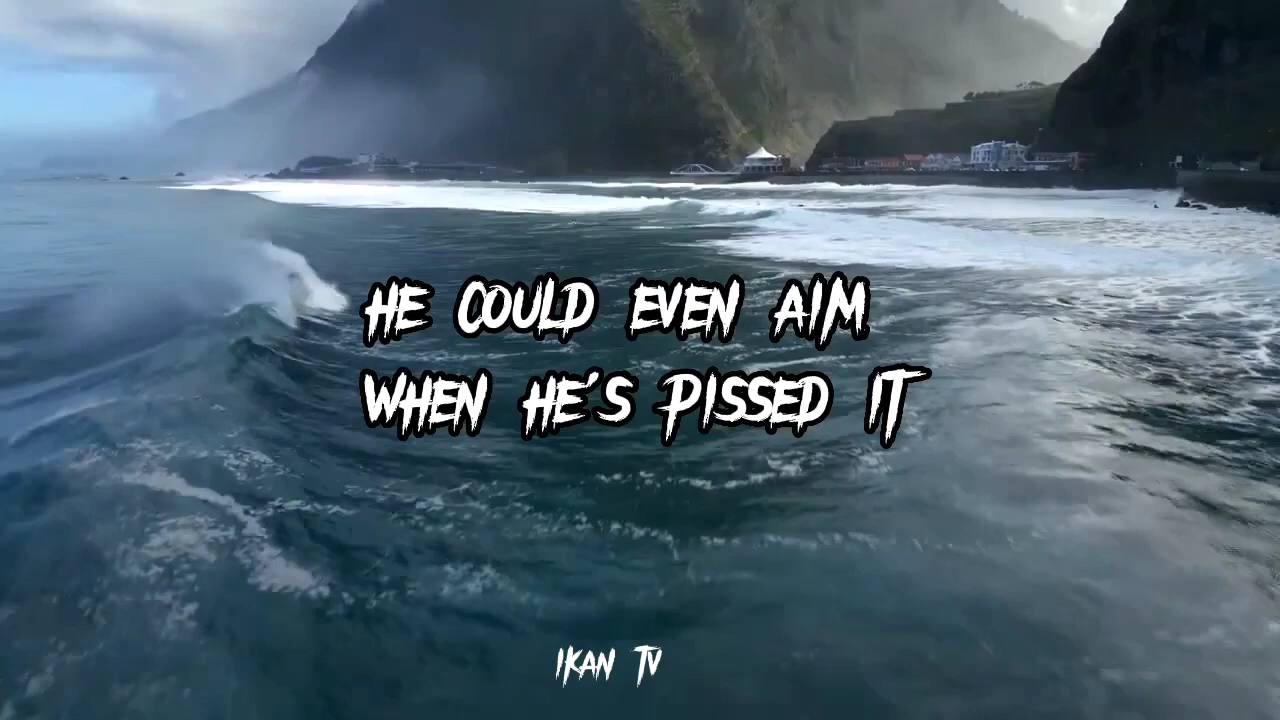 HE COULD EVEN AIM
WHEN HE'S PISSED IT
IKAN TV